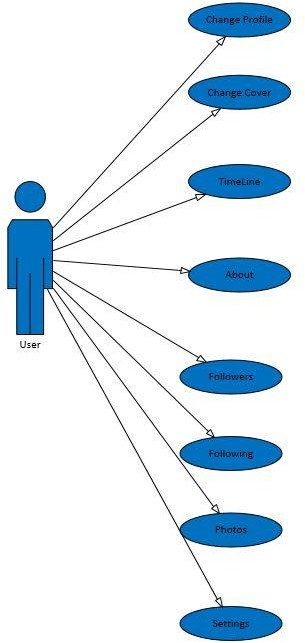 Change Profile
Change Cover
TimeLine
About
User
Followers
Following
Photos
Settings